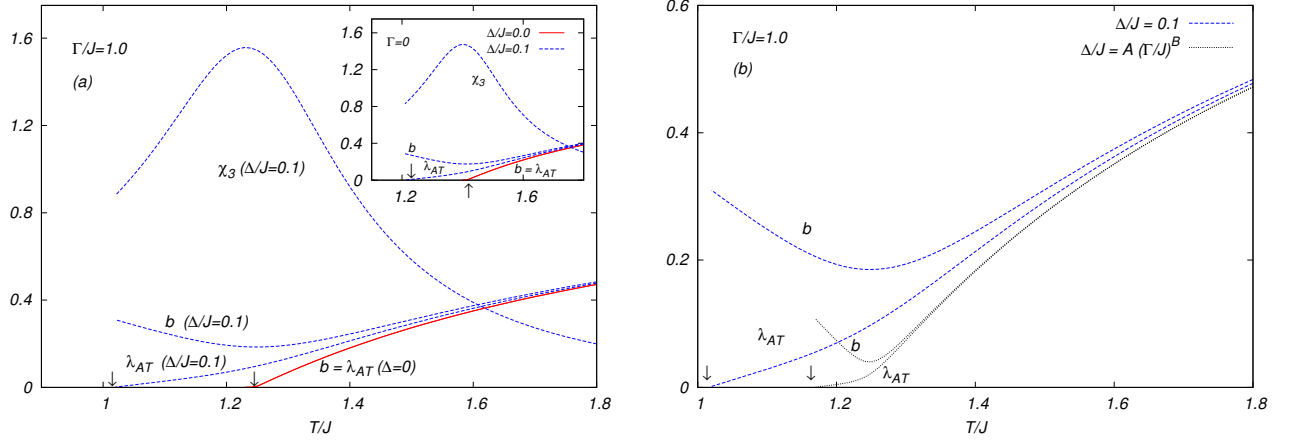 Γ/J=1.0
(a)
1.6
1.2
0.8
0.4
0
1
1.2
1.4
1.6
1.8
T/J
χ3 (Δ/J=0.1)
b (Δ/J=0.1)
λAT (Δ/J=0.1)
b = λAT (Δ=0)
Γ=0
Δ/J=0.0
Δ/J=0.1
1.6
1.2
0.8
0.4
0
1.2
1.6
χ3
b
λAT
b = λAT
Γ/J=1.0
(b)
Δ/J = 0.1
Δ/J = A (Γ/J)^B
0.6
0.4
0.2
0
1
1.2
1.4
1.6
1.8
T/J
b
λAT
b
λAT